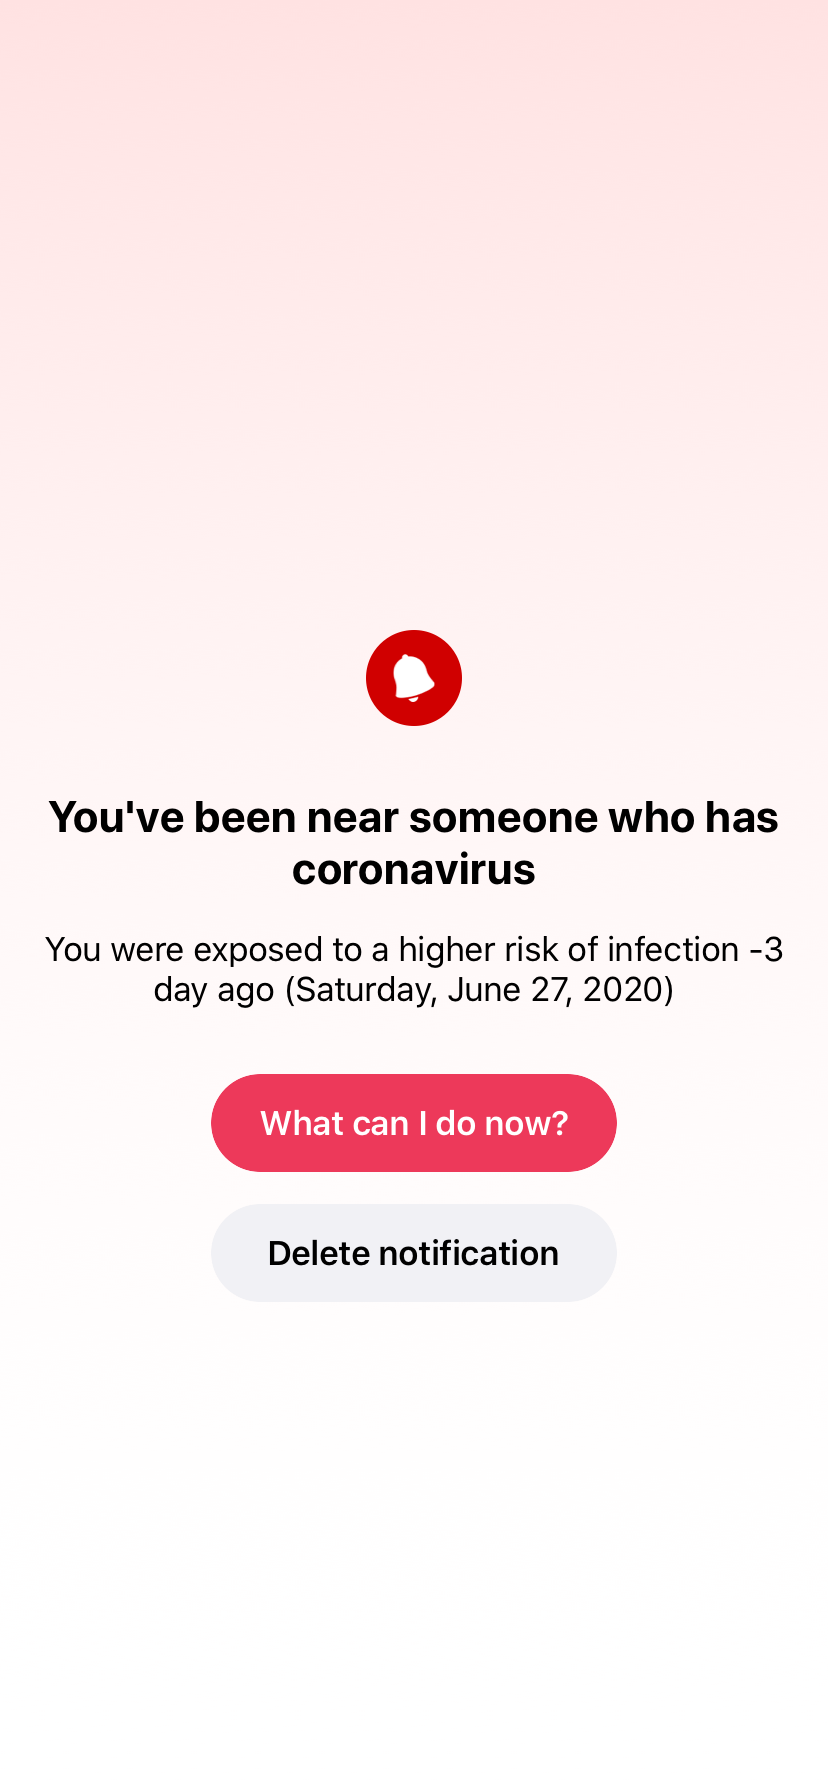 You've been near someone who has
coronavirus
You were exposed to a higher risk of infection -3
day ago (Saturday, June 27, 2020)
What can I do now?
Delete notification